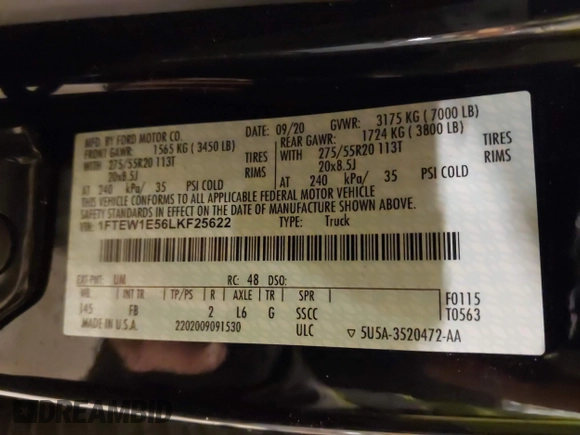 MFD. BY FORD MOTOR CO. DATE: 09/20 GVWR: 3175 KG ( 7000 LB)
FRONT GAWR: 1565 KG ( 3450 LB) REAR GAWR: 1724 KG ( 3800 LB)
WITH 275/55R20 113T TIRES WITH 275/55R20 113T TIRES
20x8.5J RIMS 20x8.5J RIMS
AT 240 kPa/ 35 PSI COLD AT 240 kPa/ 35 PSI COLD
THIS VEHICLE CONFORMS TO ALL APPLICABLE FEDERAL MOTOR VEHICLE
SAFETY STANDARDS IN EFFECT ON THE DATE OF MANUFACTURE SHOWN ABOVE.
VIN: 1FTEW1E56LKF25622 TYPE: Truck
EXT PNT: UM RC: 48 DSO:
WB INT TR TP/PS R AXLE TR SPR F0115
145 FB 2 L6 G SSCC T0563
MADE IN U.S.A. 2202009091530 ULC ▽ 5U5A-3520472-AA
DREAMBID